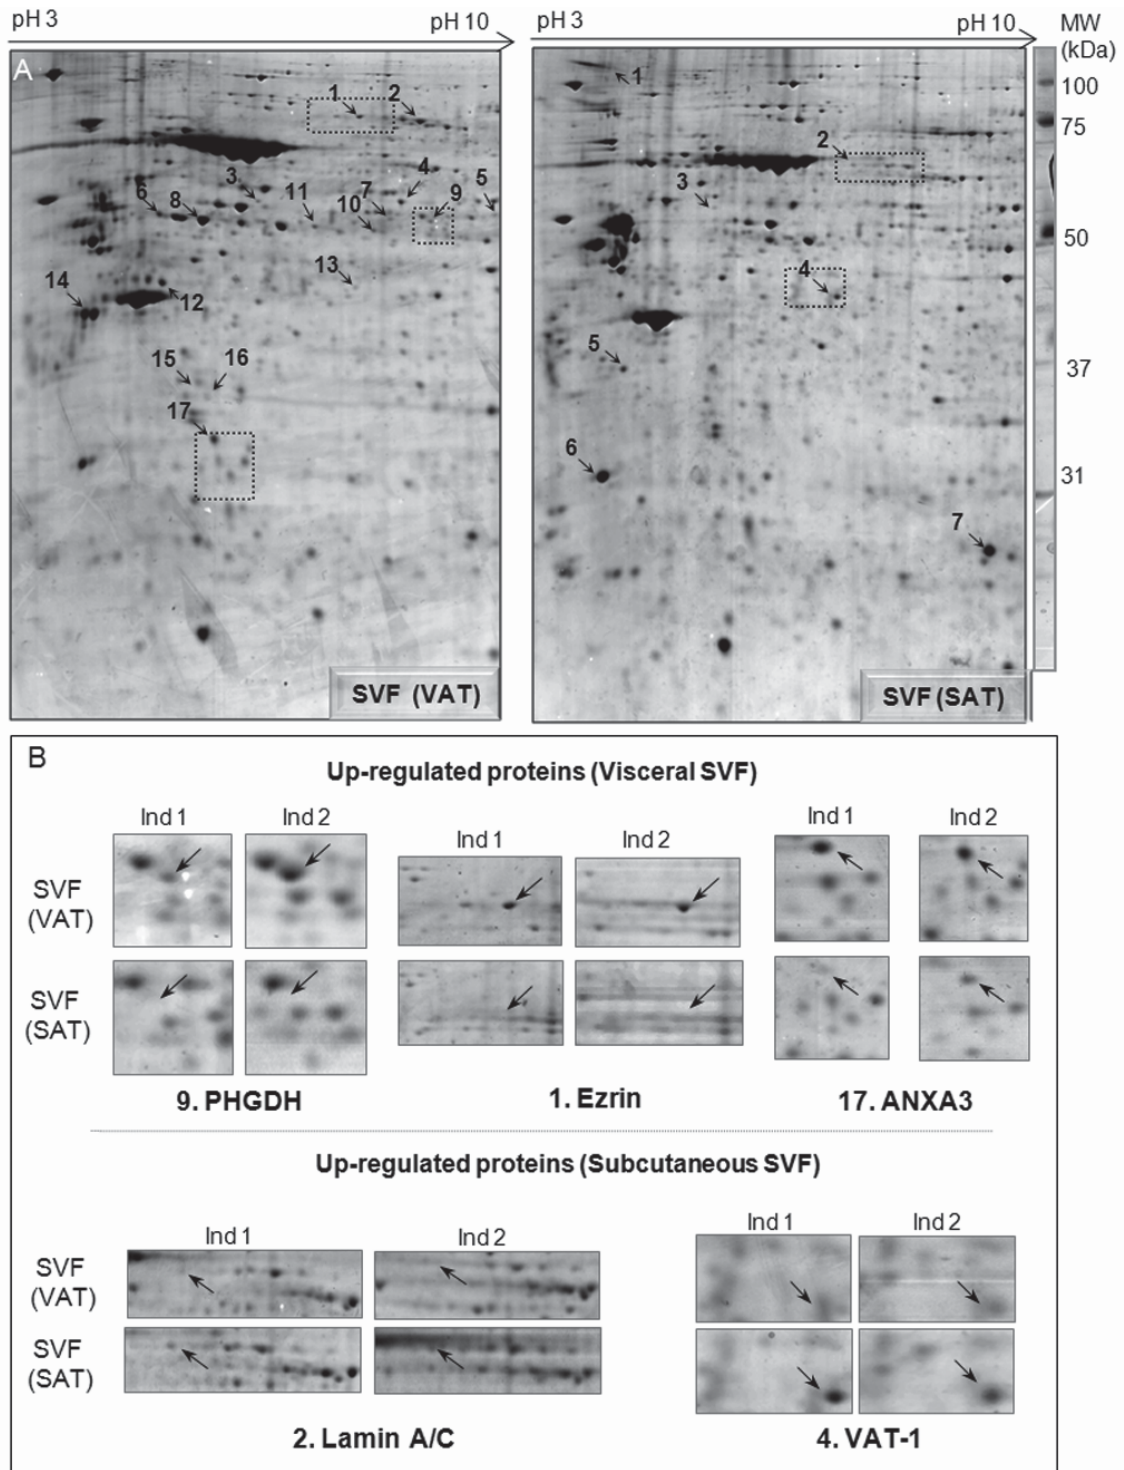 pH 3 pH 10 pH 3 pH 10 MW
(kDa)
A
1 2 1 100
75
2
3 4 5 3
6 8 11 10 7 9 50
13 4
14 12
15 16 5 37
17
6 31
7
SVF (VAT) SVF (SAT)
B
Up-regulated proteins (Visceral SVF)
Ind 1 Ind 2 Ind 1 Ind 2 Ind 1 Ind 2
SVF
(VAT)
SVF
(SAT)
9. PHGDH 1. Ezrin 17. ANXA3
Up-regulated proteins (Subcutaneous SVF)
Ind 1 Ind 2 Ind 1 Ind 2
SVF
(VAT)
SVF
(SAT)
2. Lamin A/C 4. VAT-1